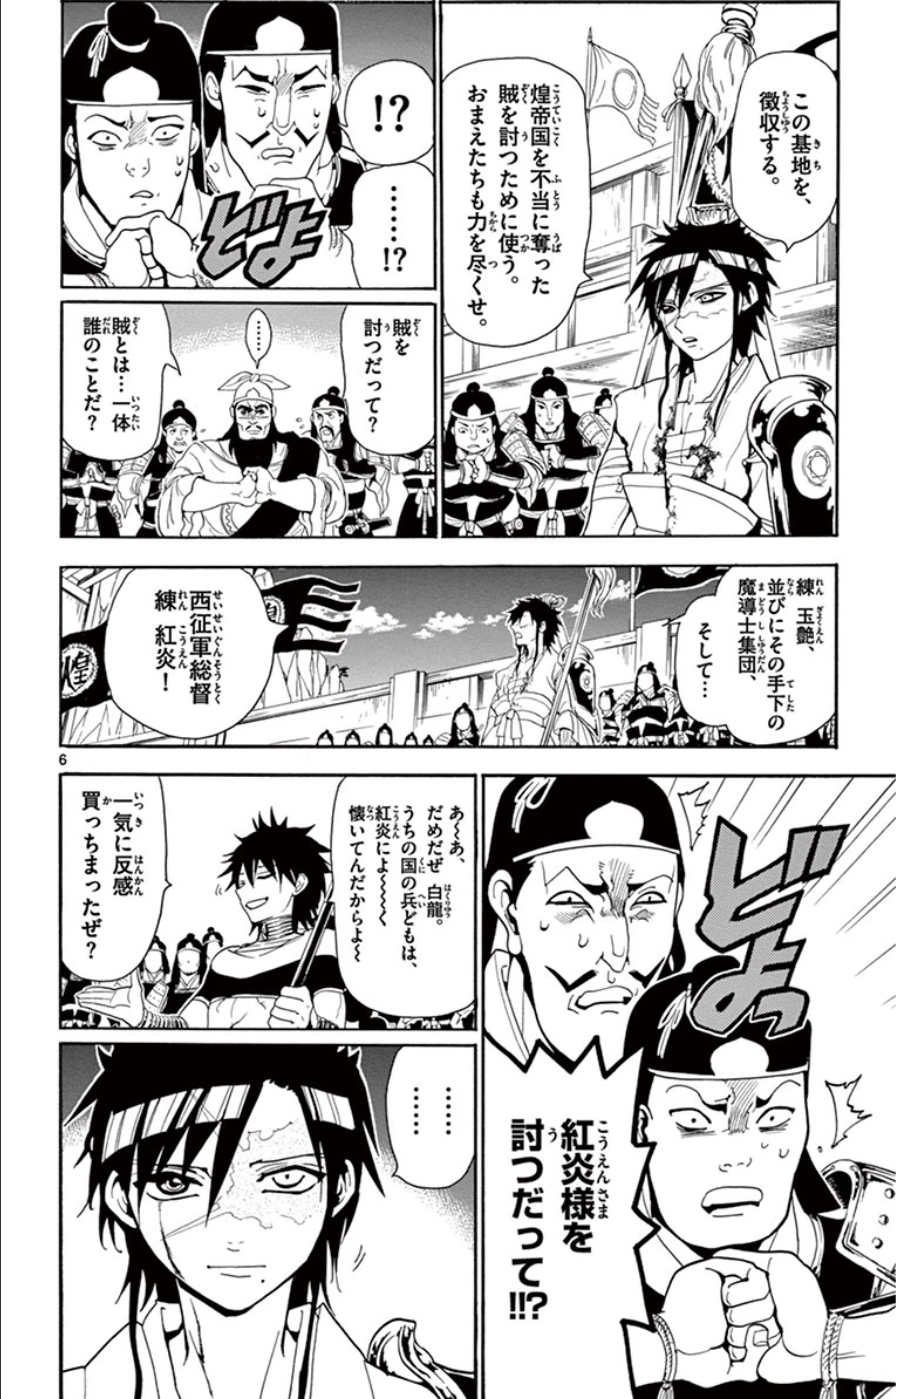 この基地を、
徴収する。
煌帝国を不当に奪った
賊を討つために使う。
おまえたちも力を尽くせ。
!?
……!?
どよ
賊を
討つだって?
……
賊とは…一体
誰のことだ?
練 玉艶、
並びにその手下の
魔導士集団、
そして…
西征軍総督
練 紅炎!
煌
6
どよっ
紅炎様を
討つだって!!?
あ〜あ、
だめだぜ 白龍。
うちの国の兵どもは、
紅炎によ〜〜〜く
懐いてんだからよ〜
一気に反感
買っちまったぜ?
……
……